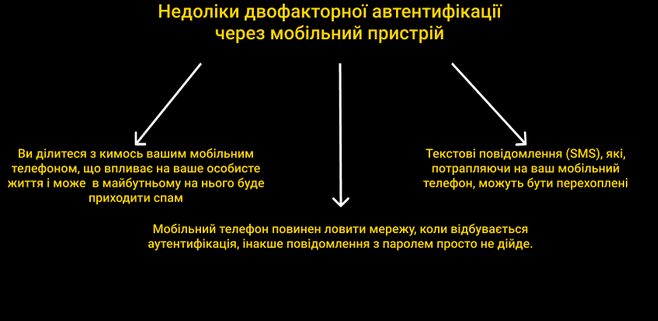 Недоліки двофакторної автентифікації
через мобільний пристрій
Ви ділитеся з кимось вашим мобільним
телефоном, що впливає на ваше особисте
життя і може в майбутньому на нього буде
приходити спам
Текстові повідомлення (SMS), які,
потрапляючи на ваш мобільний
телефон, можуть бути перехоплені
Мобільний телефон повинен ловити мережу, коли відбувається
аутентифікація, інакше повідомлення з паролем просто не дійде.